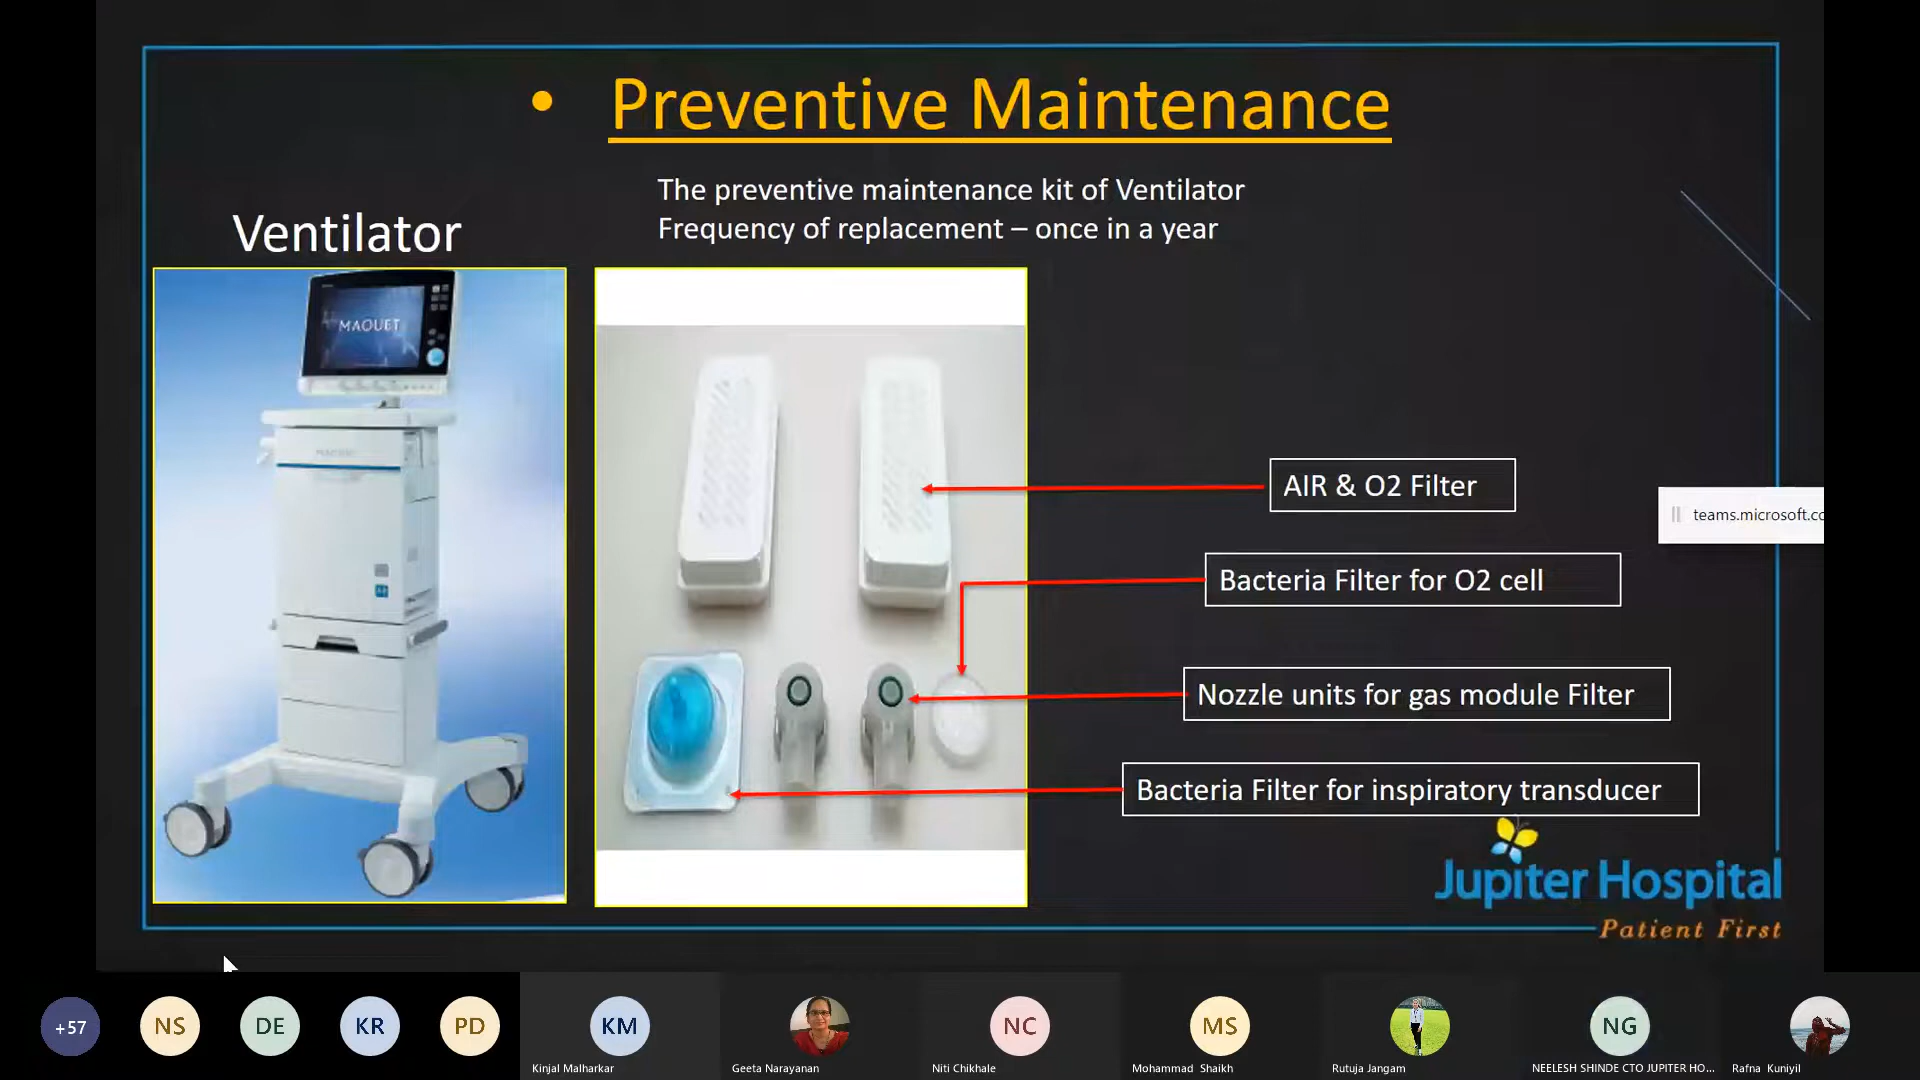 • Preventive Maintenance
The preventive maintenance kit of Ventilator
Frequency of replacement – once in a year
Ventilator
MAQUET
AIR & O2 Filter
teams.microsoft.co
Bacteria Filter for O2 cell
Nozzle units for gas module Filter
Bacteria Filter for inspiratory transducer
Jupiter Hospital
Patient First
+57
NS
DE
KR
PD
KM
NC
MS
NG
Kinjal Malharkar
Geeta Narayanan
Niti Chikhale
Mohammad Shaikh
Rutuja Jangam
NEELESH SHINDE CTO JUPITER HO...
Rafna Kuniyil